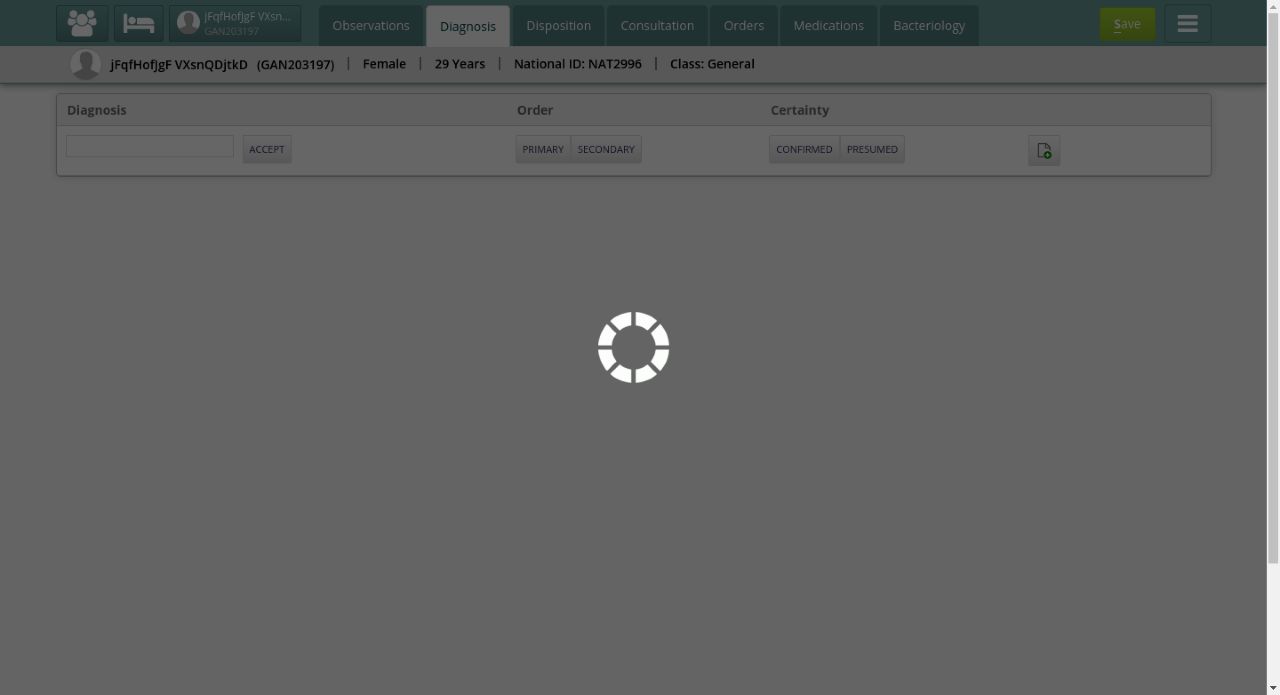 jFqfHofJgF VXsn...
GAN203197
Observations
Diagnosis
Disposition
Consultation
Orders
Medications
Bacteriology
Save
jFqfHofJgF VXsnQDjtkD (GAN203197) | Female | 29 Years | National ID: NAT2996 | Class: General
Diagnosis Order Certainty
ACCEPT PRIMARY SECONDARY CONFIRMED PRESUMED